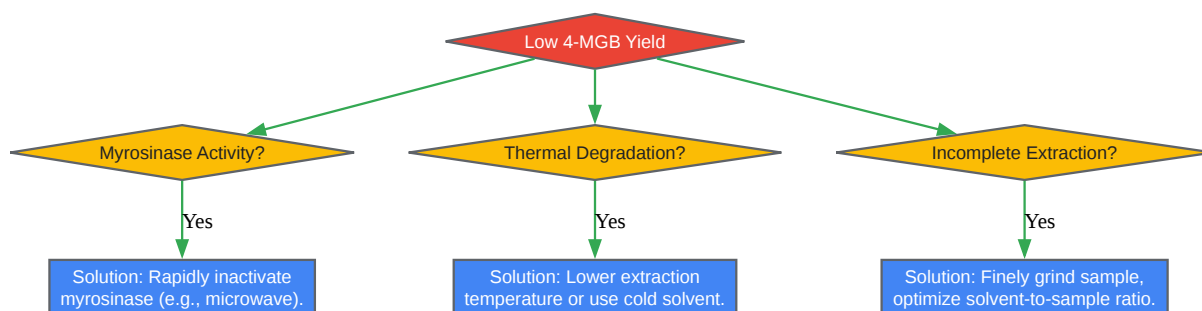 Low 4-MGB Yield
Myrosinase Activity?
Thermal Degradation?
Incomplete Extraction?
Yes
Yes
Yes
Solution: Rapidly inactivate
myrosinase (e.g., microwave).
Solution: Lower extraction
temperature or use cold solvent.
Solution: Finely grind sample,
optimize solvent-to-sample ratio.